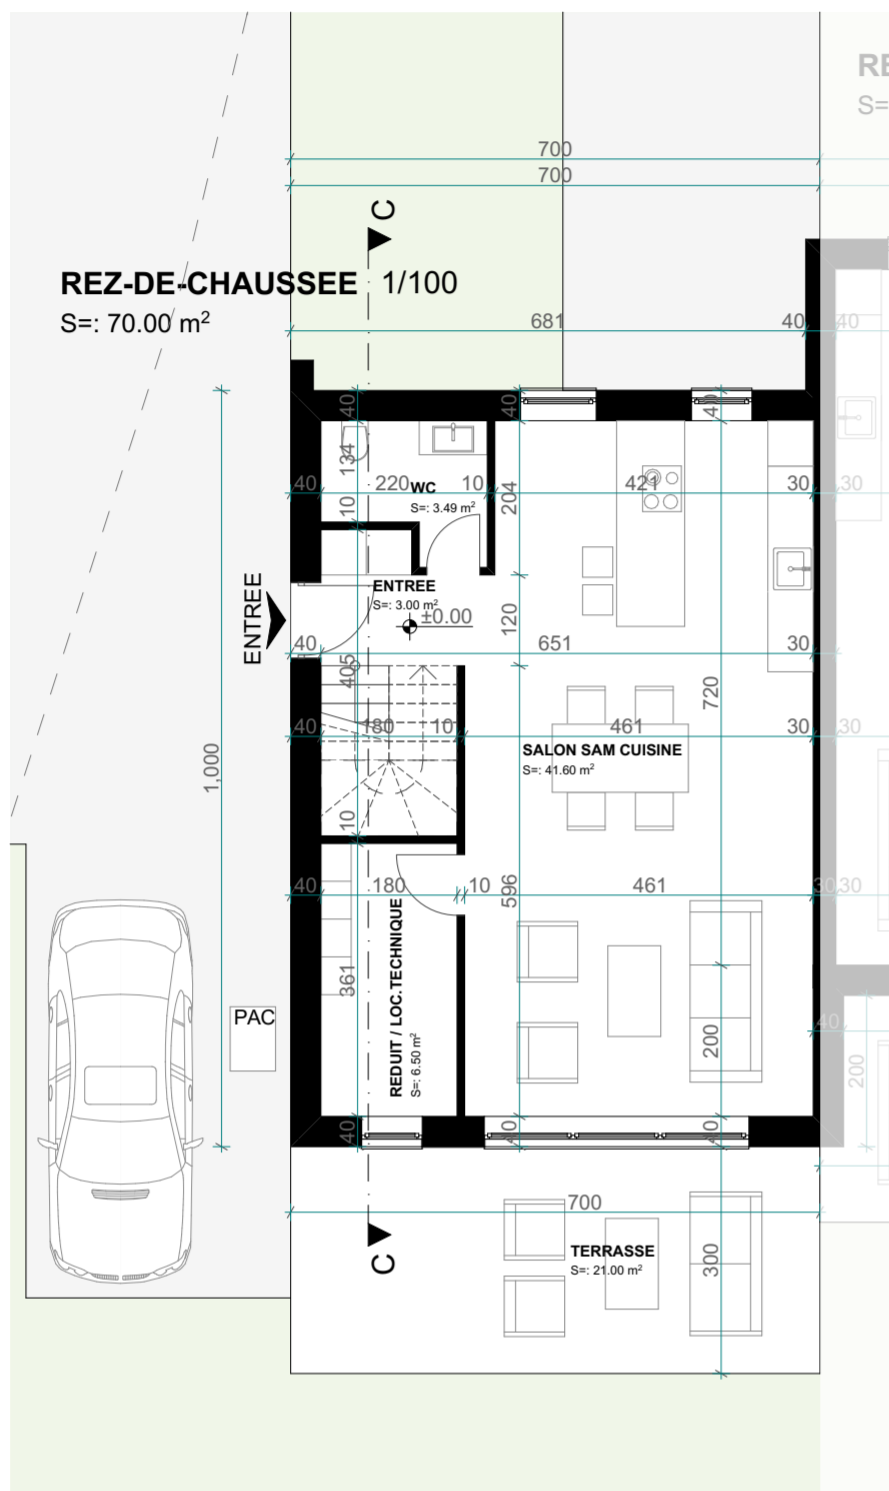 RE
S=
700
700
C
REZ-DE-CHAUSSEE 1/100
S=: 70.00 m²
681
40
40
40
40
40
134
40
220
10
WC
S=: 3.49 m²
204
421
30
30
10
ENTREE
ENTREE
S=: 3.00 m²
±0.00
120
40
651
30
405
720
40
180
10
461
30
30
SALON SAM CUISINE
S=: 41.60 m²
1,000
10
40
180
10
596
461
30
30
361
REDUIT / LOC.TECHNIQUE
S=: 6.50 m²
PAC
200
40
200
40
40
40
700
C
TERRASSE
S=: 21.00 m²
300